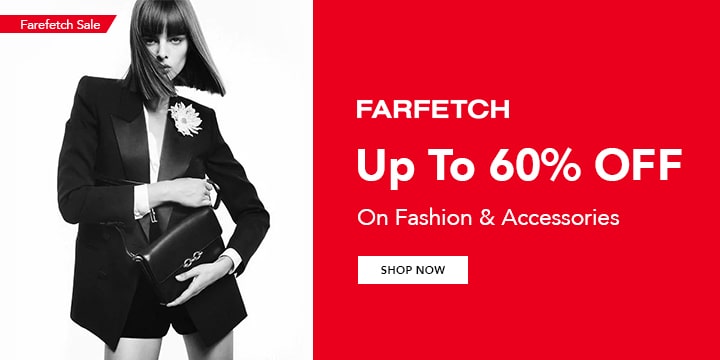 Farefetch Sale
FARFETCH
Up To 60% OFF
On Fashion & Accessories
SHOP NOW